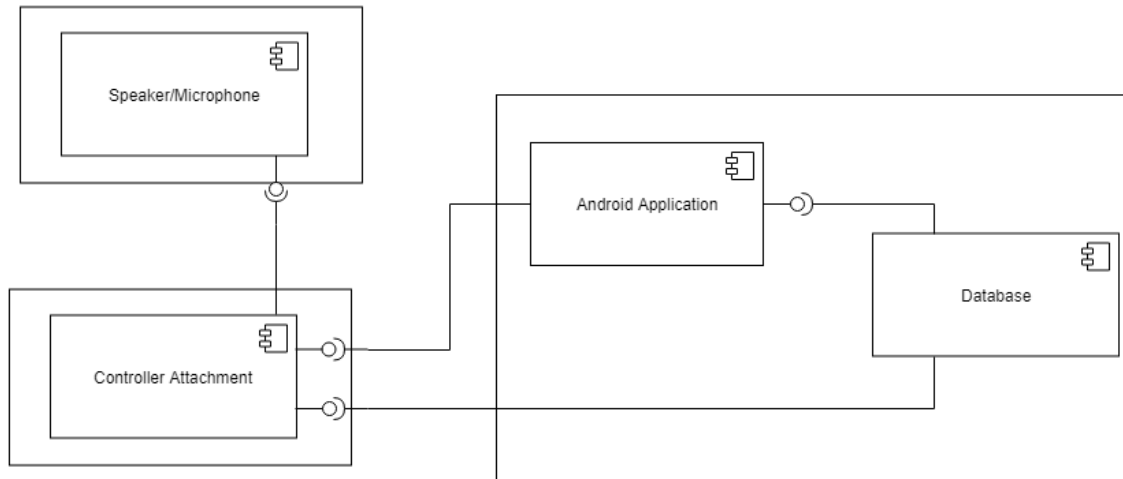 Speaker/Microphone
Android Application
Database
Controller Attachment